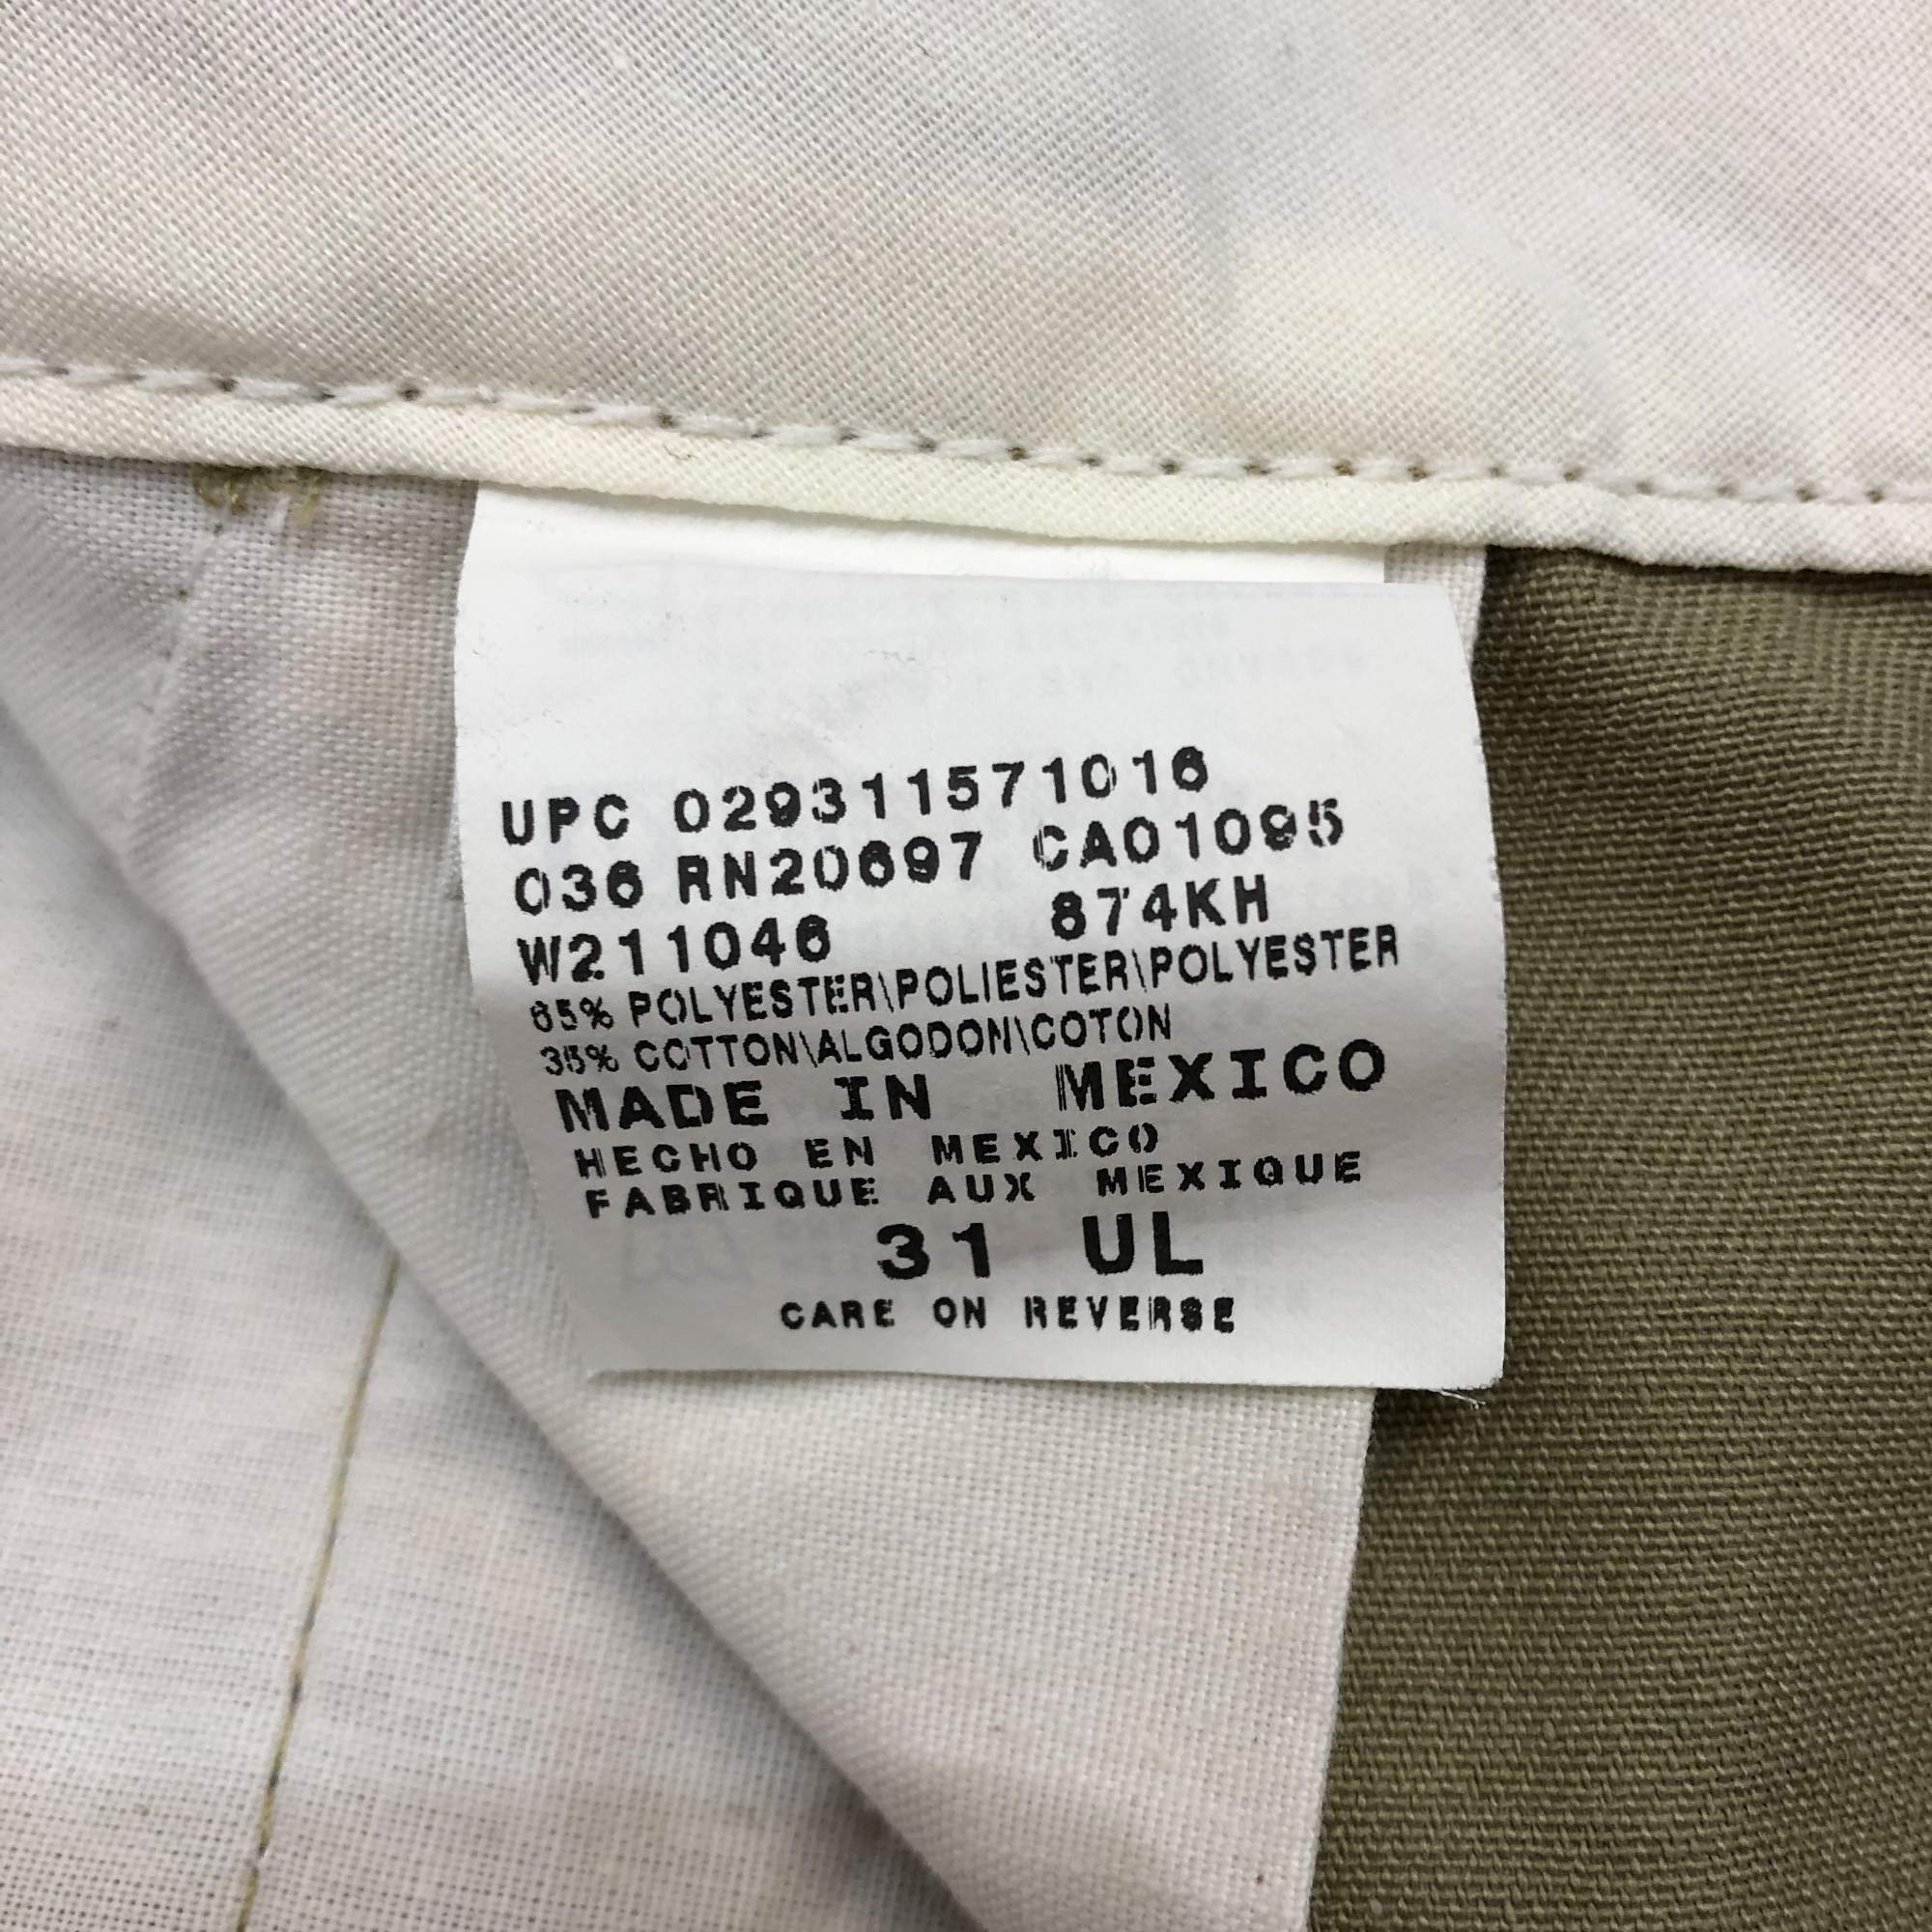 UPC 029311571016
036 RN20697 CA01095
W211046 874KH
65% POLYESTER\POLIESTER\POLYESTER
35% COTTON\ALGODON\COTON
MADE IN MEXICO
HECHO EN MEXICO
FABRIQUE AUX MEXIQUE
31 UL
CARE ON REVERSE